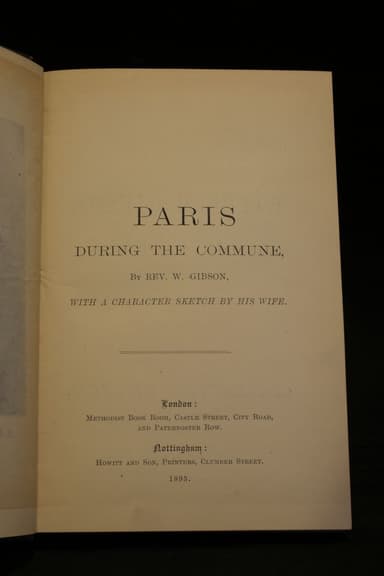 PARIS
DURING THE COMMUNE,
BY REV. W. GIBSON,
WITH A CHARACTER SKETCH BY HIS WIFE.
London:
METHODIST BOOK ROOM, CASTLE STREET, CITY ROAD,
AND PATERNOSTER ROW.
Nottingham:
HOWITT AND SON, PRINTERS, CLUMBER STREET.
1895.